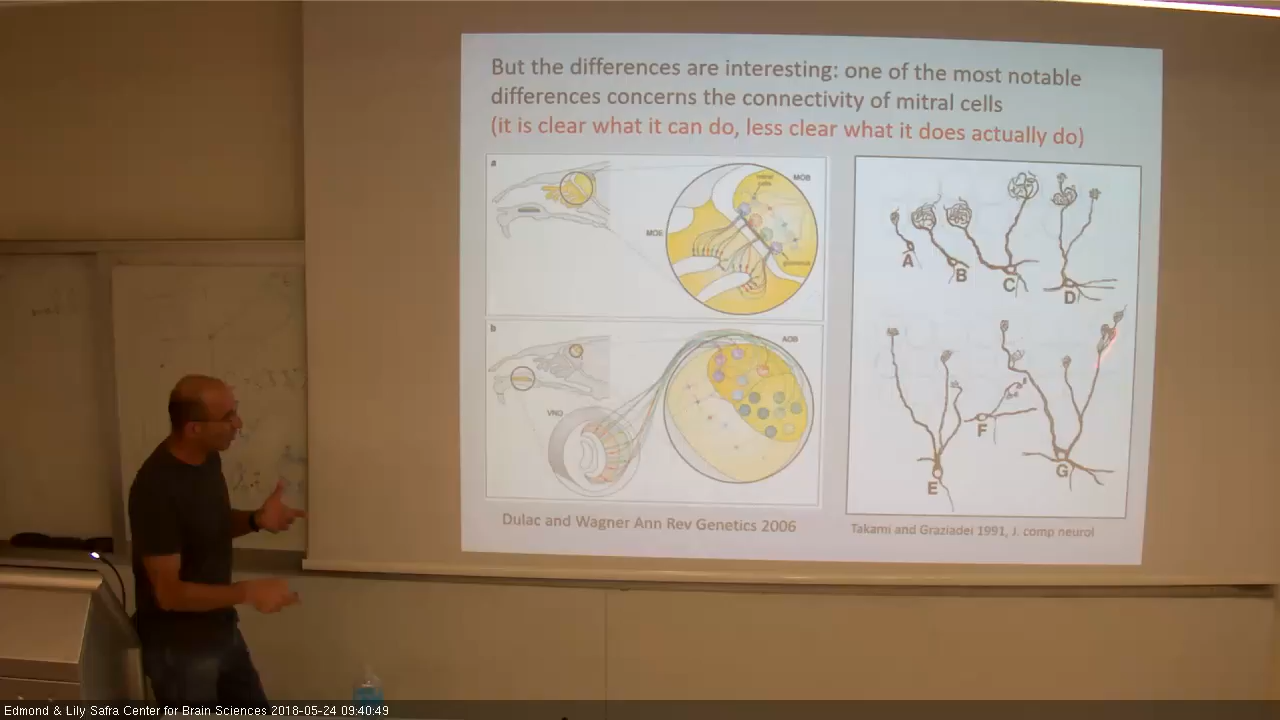 But the differences are interesting: one of the most notable
differences concerns the connectivity of mitral cells
(it is clear what it can do, less clear what it does actually do)
a
MOB
MOE
b
AOB
VNO
A
B
C
D
E
F
G
Dulac and Wagner Ann Rev Genetics 2006
Takami and Graziadei 1991, J. comp neurol
Edmond & Lily Safra Center for Brain Sciences 2018-05-24 09:40:49